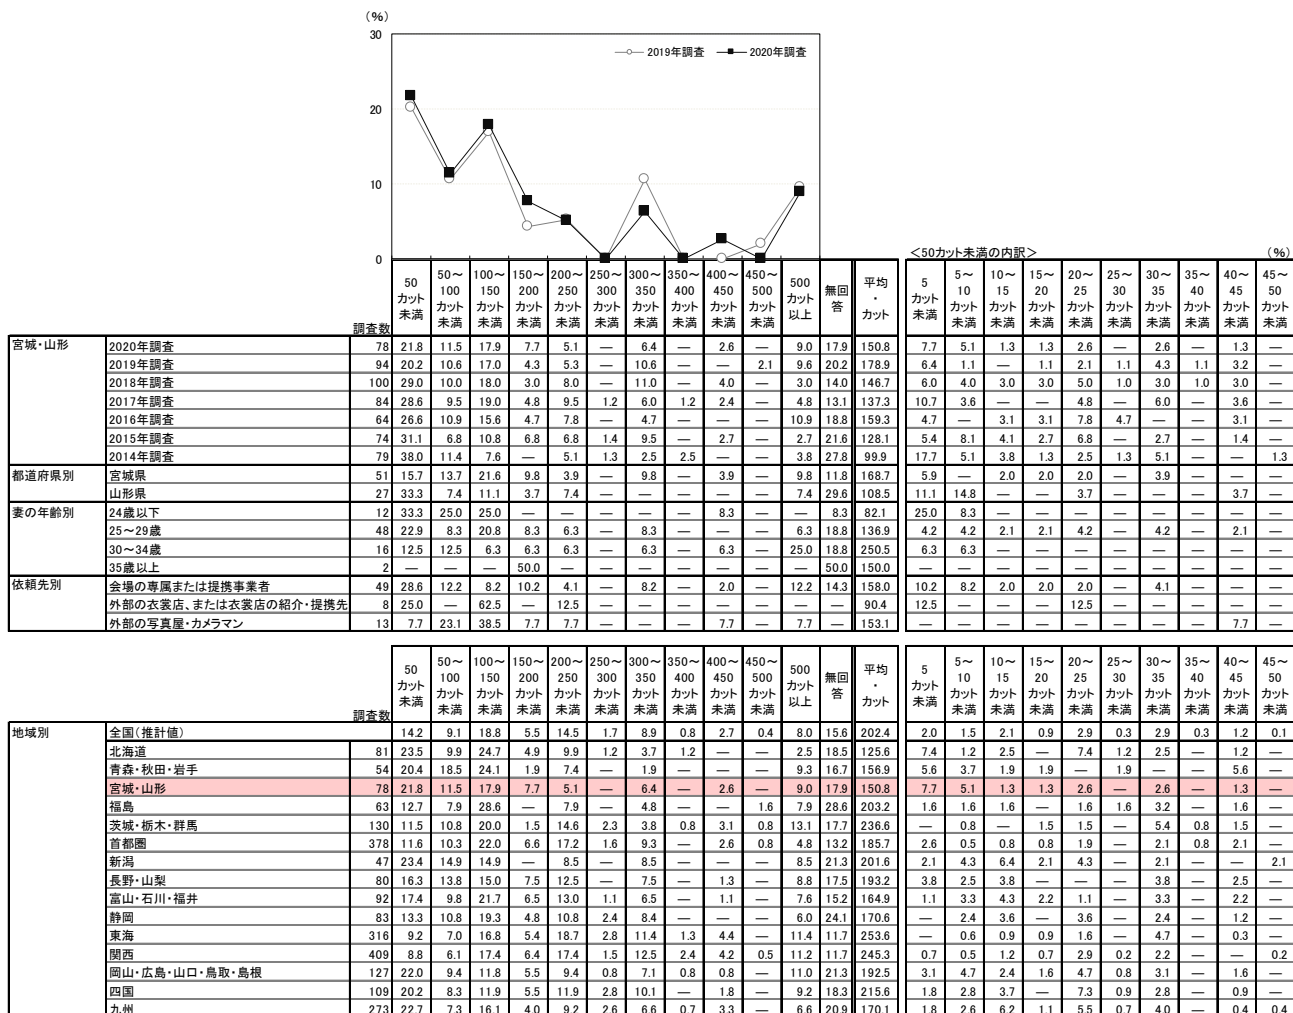 (%)
30
20
10
0
2019年調査 2020年調査
<50カット未満の内訳> (%)
調査数 50カット未満 50～100カット未満 100～150カット未満 150～200カット未満 200～250カット未満 250～300カット未満 300～350カット未満 350～400カット未満 400～450カット未満 450～500カット未満 500カット以上 無回答 平均・カット 5カット未満 5～10カット未満 10～15カット未満 15～20カット未満 20～25カット未満 25～30カット未満 30～35カット未満 35～40カット未満 40～45カット未満 45～50カット未満
宮城・山形 2020年調査 78 21.8 11.5 17.9 7.7 5.1 — 6.4 — 2.6 — 9.0 17.9 150.8 7.7 5.1 1.3 1.3 2.6 — 2.6 — 1.3 —
2019年調査 94 20.2 10.6 17.0 4.3 5.3 — 10.6 — — 2.1 9.6 20.2 178.9 6.4 1.1 — 1.1 2.1 1.1 4.3 1.1 3.2 —
2018年調査 100 29.0 10.0 18.0 3.0 8.0 — 11.0 — 4.0 — 3.0 14.0 146.7 6.0 4.0 3.0 3.0 5.0 1.0 3.0 1.0 3.0 —
2017年調査 84 28.6 9.5 19.0 4.8 9.5 1.2 6.0 1.2 2.4 — 4.8 13.1 137.3 10.7 3.6 — — 4.8 — 6.0 — 3.6 —
2016年調査 64 26.6 10.9 15.6 4.7 7.8 — 4.7 — — — 10.9 18.8 159.3 4.7 — 3.1 3.1 7.8 4.7 — — 3.1 —
2015年調査 74 31.1 6.8 10.8 6.8 6.8 1.4 9.5 — 2.7 — 2.7 21.6 128.1 5.4 8.1 4.1 2.7 6.8 — 2.7 — 1.4 —
2014年調査 79 38.0 11.4 7.6 — 5.1 1.3 2.5 2.5 — — 3.8 27.8 99.9 17.7 5.1 3.8 1.3 2.5 1.3 5.1 — — 1.3
都道府県別 宮城県 51 15.7 13.7 21.6 9.8 3.9 — 9.8 — 3.9 — 9.8 11.8 168.7 5.9 — 2.0 2.0 2.0 — 3.9 — — —
山形県 27 33.3 7.4 11.1 3.7 7.4 — — — — — 7.4 29.6 108.5 11.1 14.8 — — 3.7 — — — 3.7 —
妻の年齢別 24歳以下 12 33.3 25.0 25.0 — — — — — 8.3 — — 8.3 82.1 25.0 8.3 — — — — — — — —
25～29歳 48 22.9 8.3 20.8 8.3 6.3 — 8.3 — — — 6.3 18.8 136.9 4.2 4.2 2.1 2.1 4.2 — 4.2 — 2.1 —
30～34歳 16 12.5 12.5 6.3 6.3 6.3 — 6.3 — 6.3 — 25.0 18.8 250.5 6.3 6.3 — — — — — — — —
35歳以上 2 — — — 50.0 — — — — — — — 50.0 150.0 — — — — — — — — — —
依頼先別 会場の専属または提携事業者 49 28.6 12.2 8.2 10.2 4.1 — 8.2 — 2.0 — 12.2 14.3 158.0 10.2 8.2 2.0 2.0 2.0 — 4.1 — — —
外部の衣裳店、または衣裳店の紹介・提携先 8 25.0 — 62.5 — 12.5 — — — — — — — 90.4 12.5 — — — 12.5 — — — — —
外部の写真屋・カメラマン 13 7.7 23.1 38.5 7.7 7.7 — — — 7.7 — 7.7 — 153.1 — — — — — — — — 7.7 —
調査数 50カット未満 50～100カット未満 100～150カット未満 150～200カット未満 200～250カット未満 250～300カット未満 300～350カット未満 350～400カット未満 400～450カット未満 450～500カット未満 500カット以上 無回答 平均・カット 5カット未満 5～10カット未満 10～15カット未満 15～20カット未満 20～25カット未満 25～30カット未満 30～35カット未満 35～40カット未満 40～45カット未満 45～50カット未満
地域別 全国(推計値) 14.2 9.1 18.8 5.5 14.5 1.7 8.9 0.8 2.7 0.4 8.0 15.6 202.4 2.0 1.5 2.1 0.9 2.9 0.3 2.9 0.3 1.2 0.1
北海道 81 23.5 9.9 24.7 4.9 9.9 1.2 3.7 1.2 — — 2.5 18.5 125.6 7.4 1.2 2.5 — 7.4 1.2 2.5 — 1.2 —
青森・秋田・岩手 54 20.4 18.5 24.1 1.9 7.4 — 1.9 — — — 9.3 16.7 156.9 5.6 3.7 1.9 1.9 — 1.9 — — 5.6 —
宮城・山形 78 21.8 11.5 17.9 7.7 5.1 — 6.4 — 2.6 — 9.0 17.9 150.8 7.7 5.1 1.3 1.3 2.6 — 2.6 — 1.3 —
福島 63 12.7 7.9 28.6 — 7.9 — 4.8 — — 1.6 7.9 28.6 203.2 1.6 1.6 1.6 — 1.6 1.6 3.2 — 1.6 —
茨城・栃木・群馬 130 11.5 10.8 20.0 1.5 14.6 2.3 3.8 0.8 3.1 0.8 13.1 17.7 236.6 — 0.8 — 1.5 1.5 — 5.4 0.8 1.5 —
首都圏 378 11.6 10.3 22.0 6.6 17.2 1.6 9.3 — 2.6 0.8 4.8 13.2 185.7 2.6 0.5 0.8 0.8 1.9 — 2.1 0.8 2.1 —
新潟 47 23.4 14.9 14.9 — 8.5 — 8.5 — — — 8.5 21.3 201.6 2.1 4.3 6.4 2.1 4.3 — 2.1 — — 2.1
長野・山梨 80 16.3 13.8 15.0 7.5 12.5 — 7.5 — 1.3 — 8.8 17.5 193.2 3.8 2.5 3.8 — — — 3.8 — 2.5 —
富山・石川・福井 92 17.4 9.8 21.7 6.5 13.0 1.1 6.5 — 1.1 — 7.6 15.2 164.9 1.1 3.3 4.3 2.2 1.1 — 3.3 — 2.2 —
静岡 83 13.3 10.8 19.3 4.8 10.8 2.4 8.4 — — — 6.0 24.1 170.6 — 2.4 3.6 — 3.6 — 2.4 — 1.2 —
東海 316 9.2 7.0 16.8 5.4 18.7 2.8 11.4 1.3 4.4 — 11.4 11.7 253.6 — 0.6 0.9 0.9 1.6 — 4.7 — 0.3 —
関西 409 8.8 6.1 17.4 6.4 17.4 1.5 12.5 2.4 4.2 0.5 11.2 11.7 245.3 0.7 0.5 1.2 0.7 2.9 0.2 2.2 — — 0.2
岡山・広島・山口・鳥取・島根 127 22.0 9.4 11.8 5.5 9.4 0.8 7.1 0.8 0.8 — 11.0 21.3 192.5 3.1 4.7 2.4 1.6 4.7 0.8 3.1 — 1.6 —
四国 109 20.2 8.3 11.9 5.5 11.9 2.8 10.1 — 1.8 — 9.2 18.3 215.6 1.8 2.8 3.7 — 7.3 0.9 2.8 — 0.9 —
九州 273 22.7 7.3 16.1 4.0 9.2 2.6 6.6 0.7 3.3 — 6.6 20.9 170.1 1.8 2.6 6.2 1.1 5.5 0.7 4.0 — 0.4 0.4